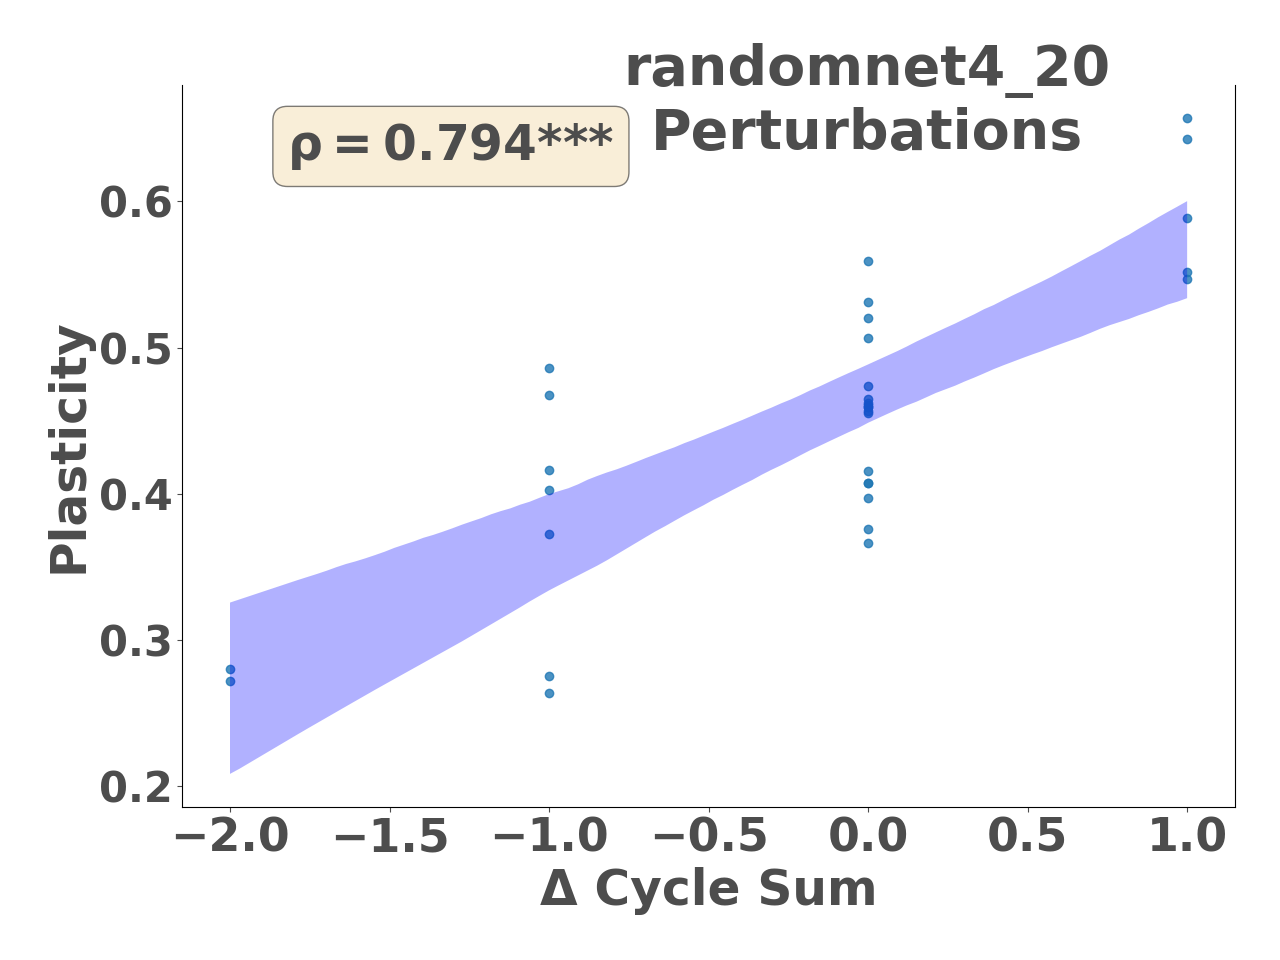 randomnet4_20
Perturbations
ρ = 0.794***
0.6
0.5
0.4
0.3
0.2
Plasticity
−2.0 −1.5 −1.0 −0.5 0.0 0.5 1.0
Δ Cycle Sum